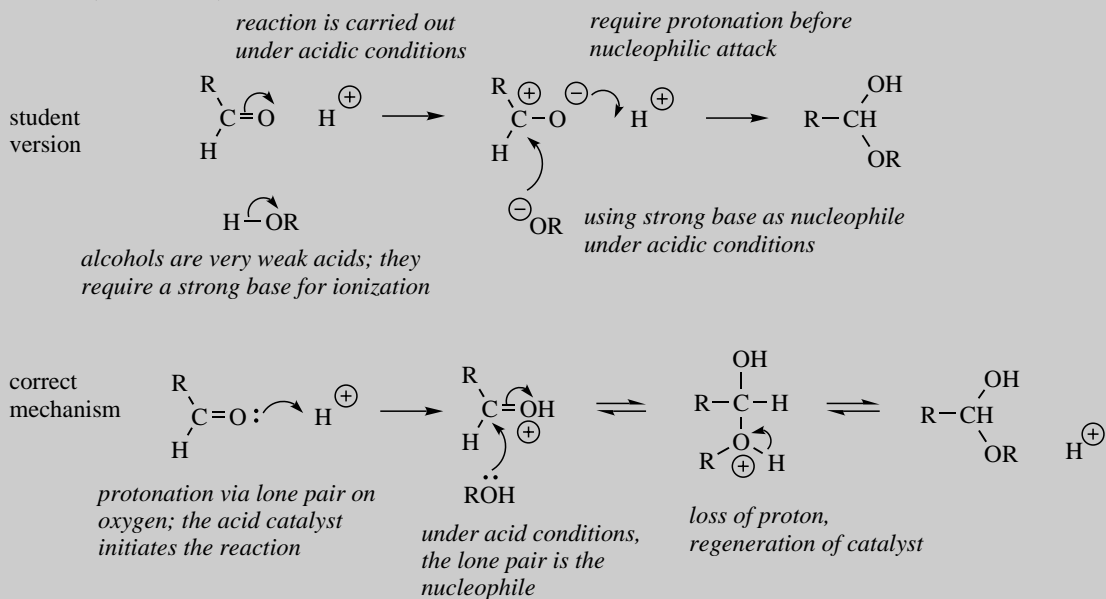 reaction is carried out
under acidic conditions
require protonation before
nucleophilic attack
student
version
R
C=O
H
H⊕
R
C⊕–O⊖
H
H⊕
OH
R–CH
OR
H–OR
⊖OR
alcohols are very weak acids; they
require a strong base for ionization
using strong base as nucleophile
under acidic conditions
correct
mechanism
R
C=O:
H
H⊕
R
C=OH
⊕
H
ROH
OH
R–C–H
O
R
⊕
H
OH
R–CH
OR
H⊕
protonation via lone pair on
oxygen; the acid catalyst
initiates the reaction
under acid conditions,
the lone pair is the
nucleophile
loss of proton,
regeneration of catalyst